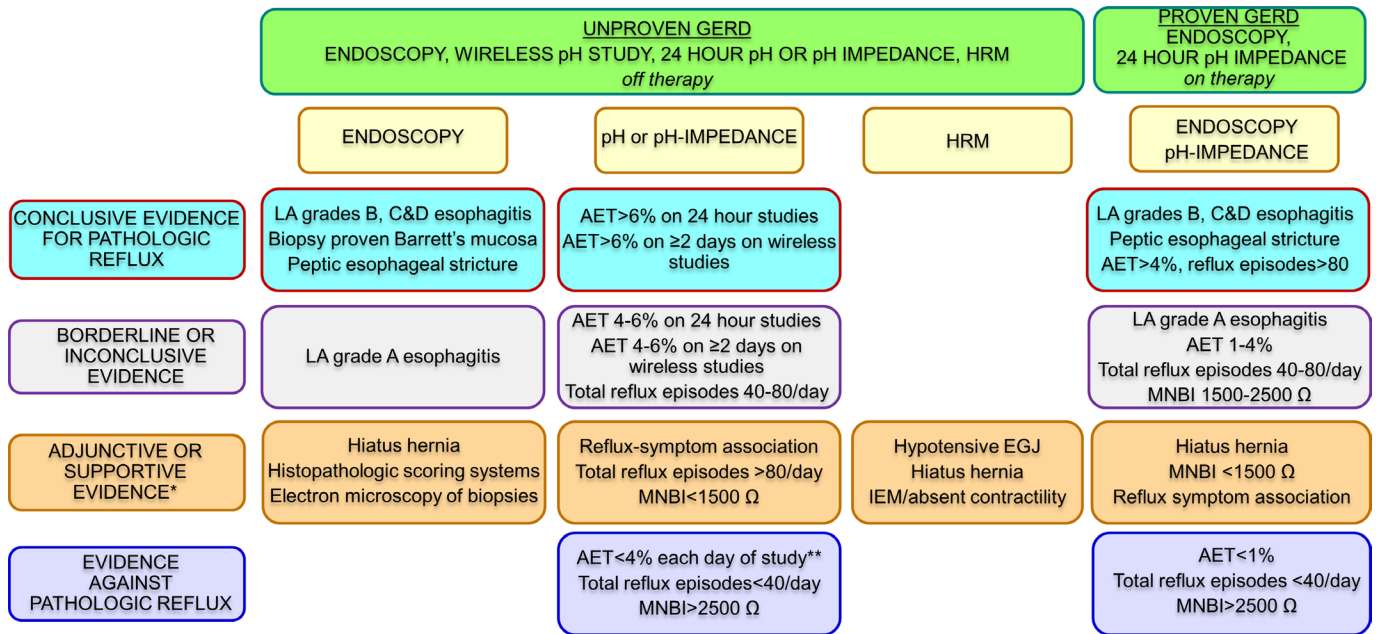 UNPROVEN GERD
ENDOSCOPY, WIRELESS pH STUDY, 24 HOUR pH OR pH IMPEDANCE, HRM
off therapy
PROVEN GERD
ENDOSCOPY,
24 HOUR pH IMPEDANCE
on therapy
ENDOSCOPY
pH or pH-IMPEDANCE
HRM
ENDOSCOPY
pH-IMPEDANCE
CONCLUSIVE EVIDENCE
FOR PATHOLOGIC
REFLUX
LA grades B, C&D esophagitis
Biopsy proven Barrett's mucosa
Peptic esophageal stricture
AET>6% on 24 hour studies
AET>6% on ≥2 days on wireless
studies
LA grades B, C&D esophagitis
Peptic esophageal stricture
AET>4%, reflux episodes>80
BORDERLINE OR
INCONCLUSIVE
EVIDENCE
LA grade A esophagitis
AET 4-6% on 24 hour studies
AET 4-6% on ≥2 days on
wireless studies
Total reflux episodes 40-80/day
LA grade A esophagitis
AET 1-4%
Total reflux episodes 40-80/day
MNBI 1500-2500 Ω
ADJUNCTIVE OR
SUPPORTIVE
EVIDENCE*
Hiatus hernia
Histopathologic scoring systems
Electron microscopy of biopsies
Reflux-symptom association
Total reflux episodes >80/day
MNBI<1500 Ω
Hypotensive EGJ
Hiatus hernia
IEM/absent contractility
Hiatus hernia
MNBI <1500 Ω
Reflux symptom association
EVIDENCE
AGAINST
PATHOLOGIC REFLUX
AET<4% each day of study**
Total reflux episodes<40/day
MNBI>2500 Ω
AET<1%
Total reflux episodes <40/day
MNBI>2500 Ω